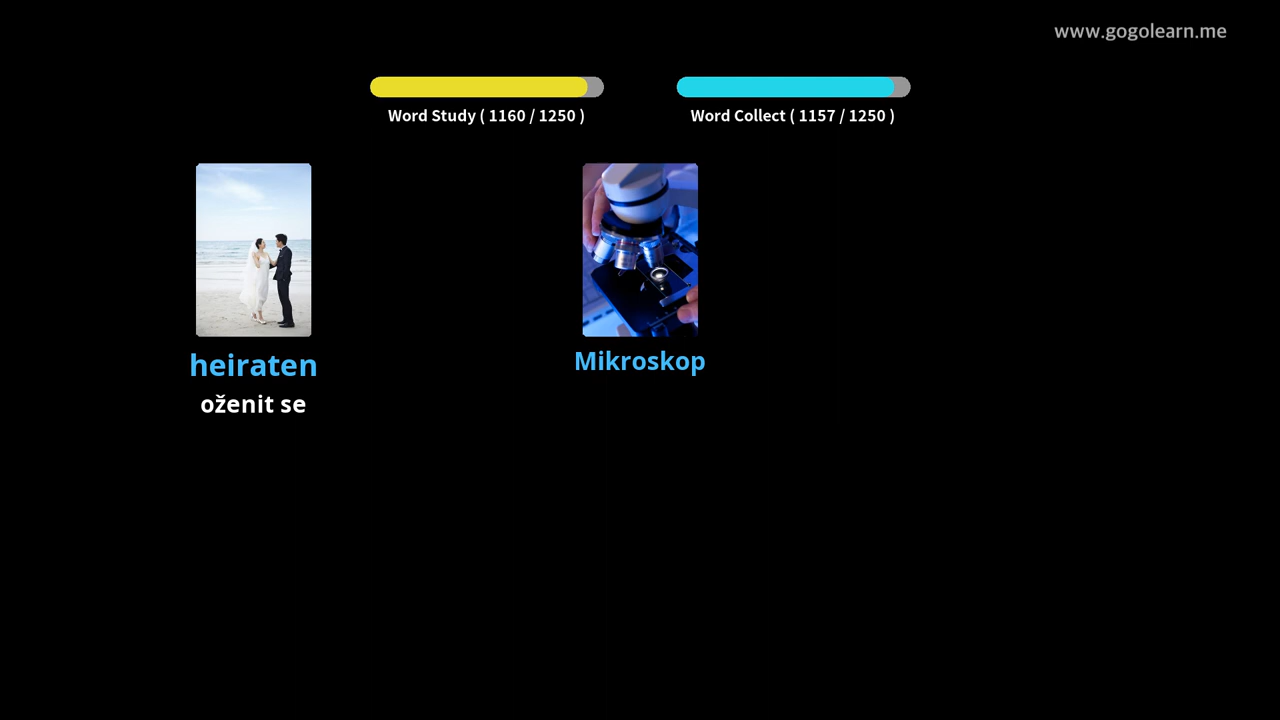 www.gogolearn.me
Word Study ( 1160 / 1250 )
Word Collect ( 1157 / 1250 )
heiraten
oženit se
Mikroskop